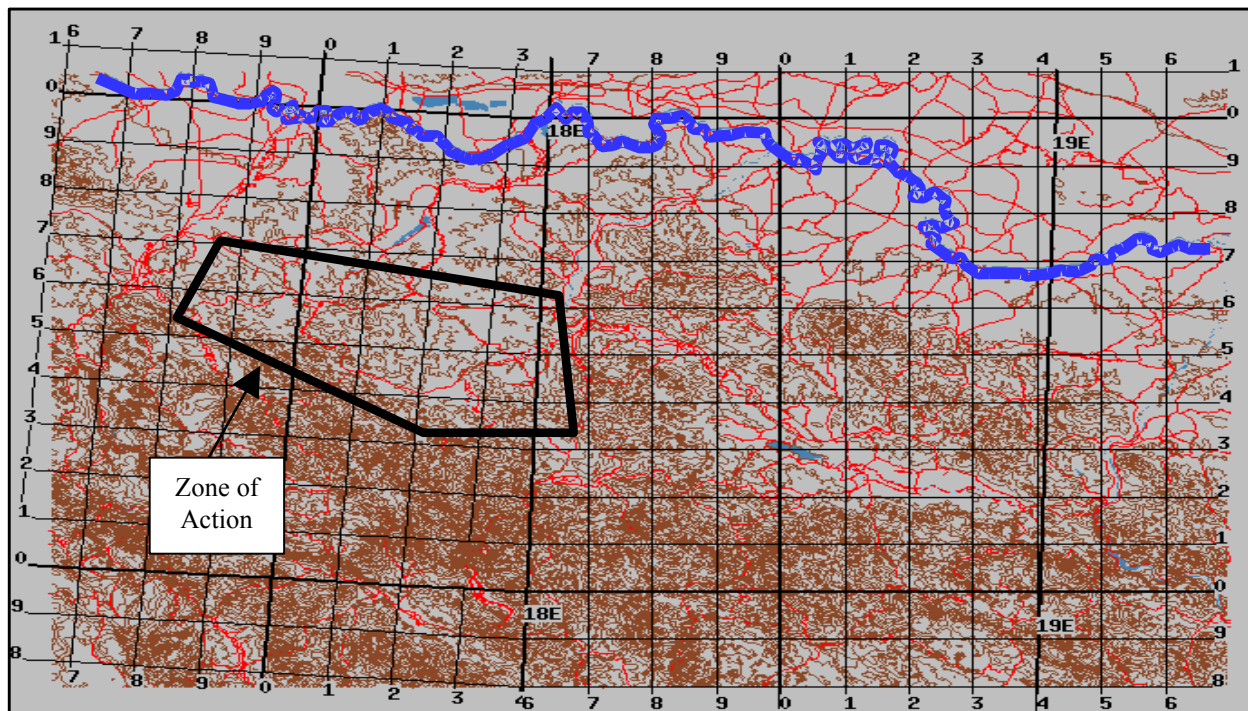 1 6 7 8 9 0 1 2 3 1 7 8 9 0 1 2 3 4 5 6 1
0 0
18E
19E
9 9
8 8
7 7
6 6
5 5
4 4
3 3
2 2
1 1
0 0
9 9
8 8
Zone of
Action
18E
19E
7 8 9 0 1 2 3 4 6 7 8 9 0 1 2 3 4 5 6